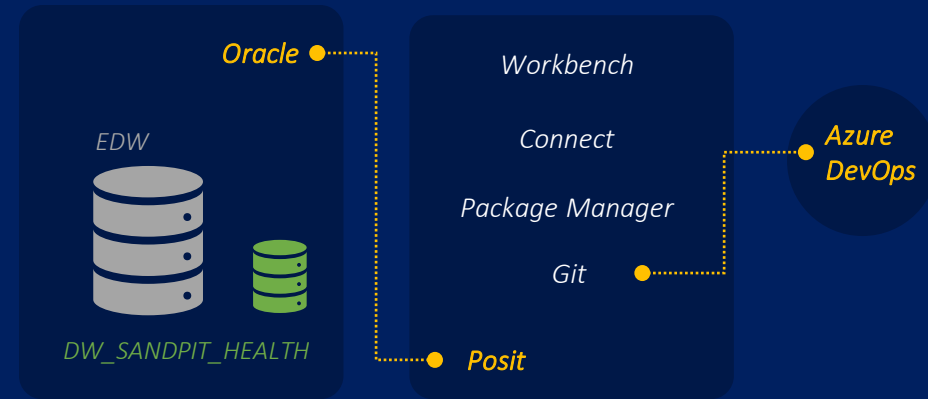 Oracle
EDW
DW_SANDPIT_HEALTH
Workbench
Connect
Package Manager
Git
Posit
Azure
DevOps